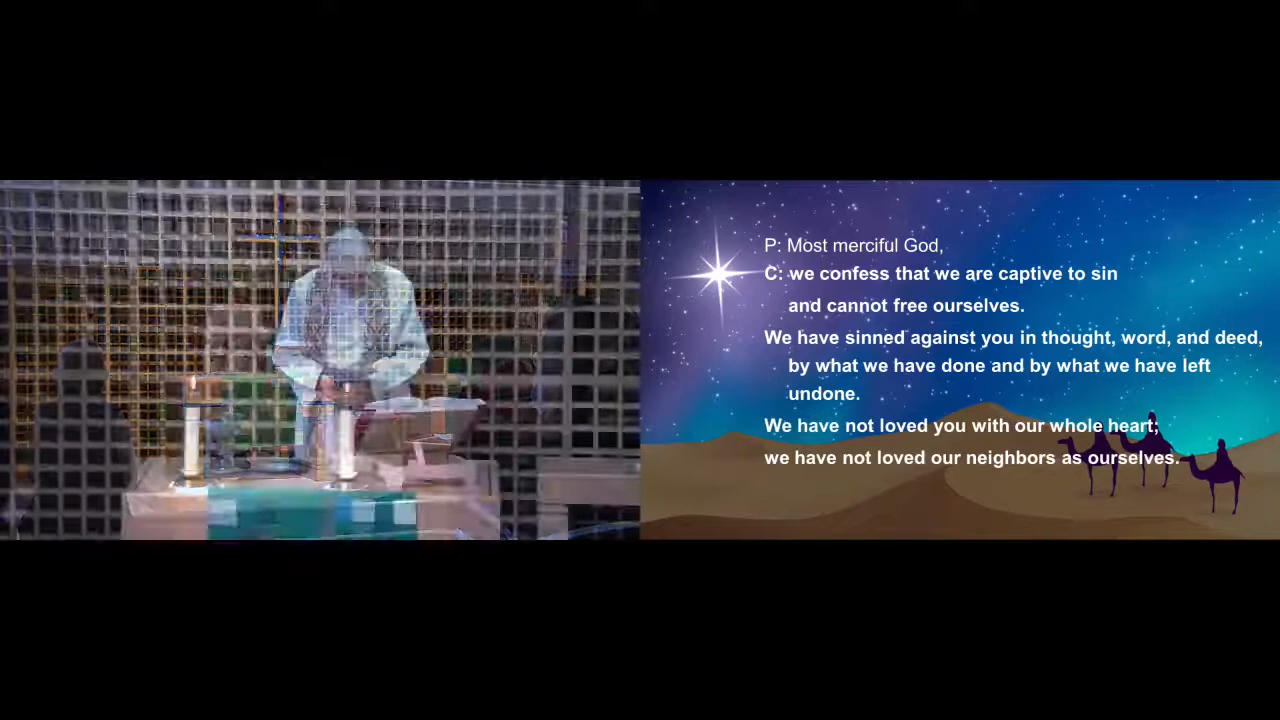 P: Most merciful God,
C: we confess that we are captive to sin
and cannot free ourselves.
We have sinned against you in thought, word, and deed,
by what we have done and by what we have left
undone.
We have not loved you with our whole heart;
we have not loved our neighbors as ourselves.